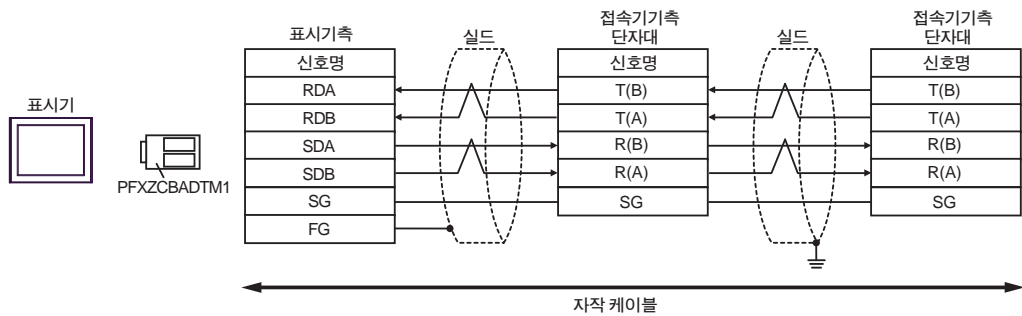 표시기
PFXZCBADTM1
표시기측
신호명
RDA
RDB
SDA
SDB
SG
FG
실드
접속기기측
단자대
신호명
T(B)
T(A)
R(B)
R(A)
SG
실드
접속기기측
단자대
신호명
T(B)
T(A)
R(B)
R(A)
SG
자작 케이블